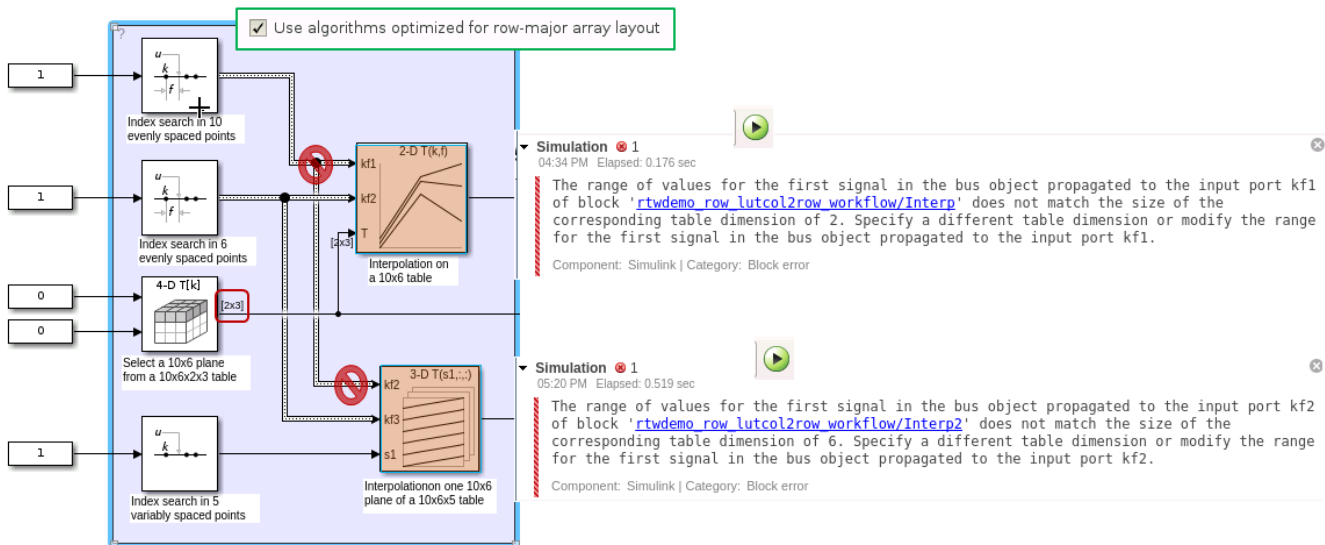 Use algorithms optimized for row-major array layout
?
1
u
k
f
Index search in 10
evenly spaced points
1
u
k
f
Index search in 6
evenly spaced points
0
0
4-D T[k]
[2x3]
Select a 10x6 plane
from a 10x6x2x3 table
1
u
k
Index search in 5
variably spaced points
2-D T(k,f)
kf1
kf2
T
[2x3]
Interpolation on
a 10x6 table
3-D T(s1,:,:)
kf2
kf3
s1
Interpolationon one 10x6
plane of a 10x6x5 table
Simulation 1
04:34 PM Elapsed: 0.176 sec
The range of values for the first signal in the bus object propagated to the input port kf1
of block 'rtwdemo_row_lutcol2row_workflow/Interp' does not match the size of the
corresponding table dimension of 2. Specify a different table dimension or modify the range
for the first signal in the bus object propagated to the input port kf1.
Component: Simulink | Category: Block error
Simulation 1
05:20 PM Elapsed: 0.519 sec
The range of values for the first signal in the bus object propagated to the input port kf2
of block 'rtwdemo_row_lutcol2row_workflow/Interp2' does not match the size of the
corresponding table dimension of 6. Specify a different table dimension or modify the range
for the first signal in the bus object propagated to the input port kf2.
Component: Simulink | Category: Block error